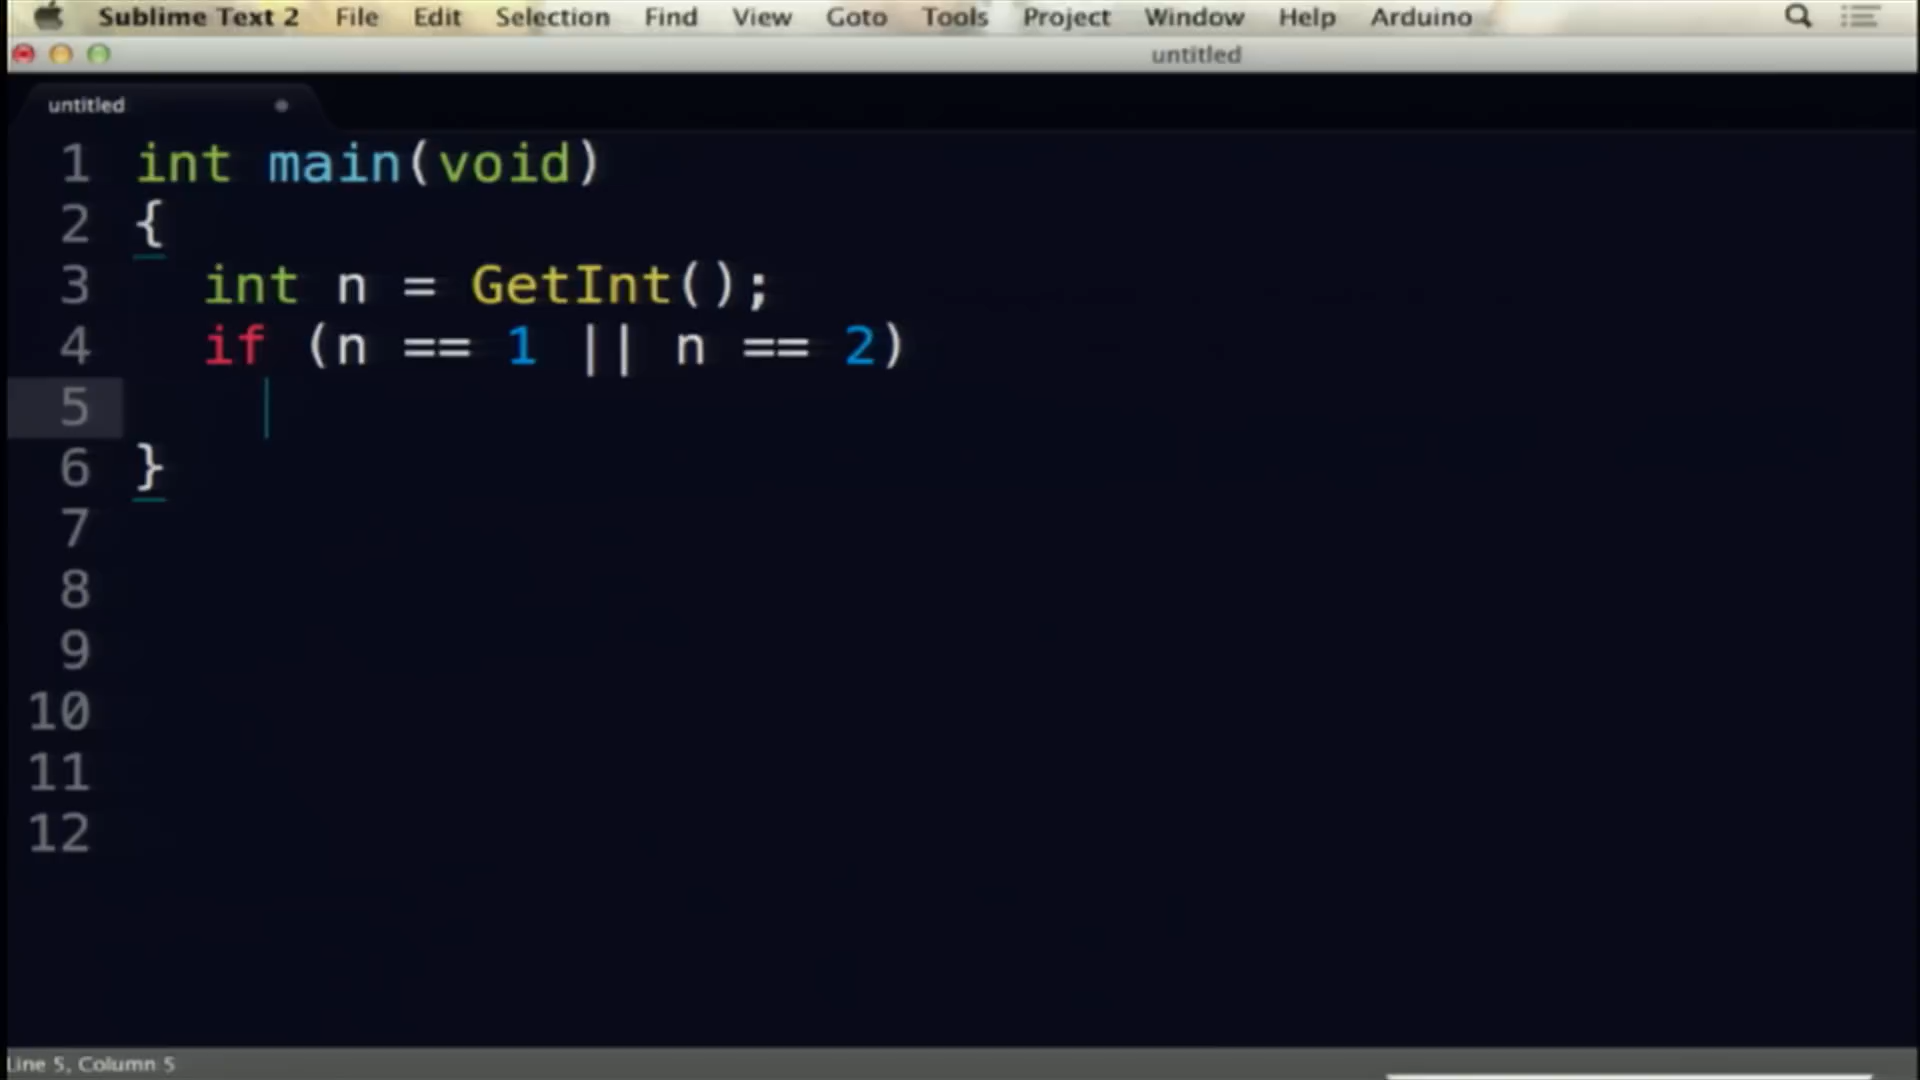 Sublime Text 2 File Edit Selection Find View Goto Tools Project Window Help Arduino
untitled
untitled
1 int main(void)
2 {
3 int n = GetInt();
4 if (n == 1 || n == 2)
5
6 }
7
8
9
10
11
12
Line 5, Column 5